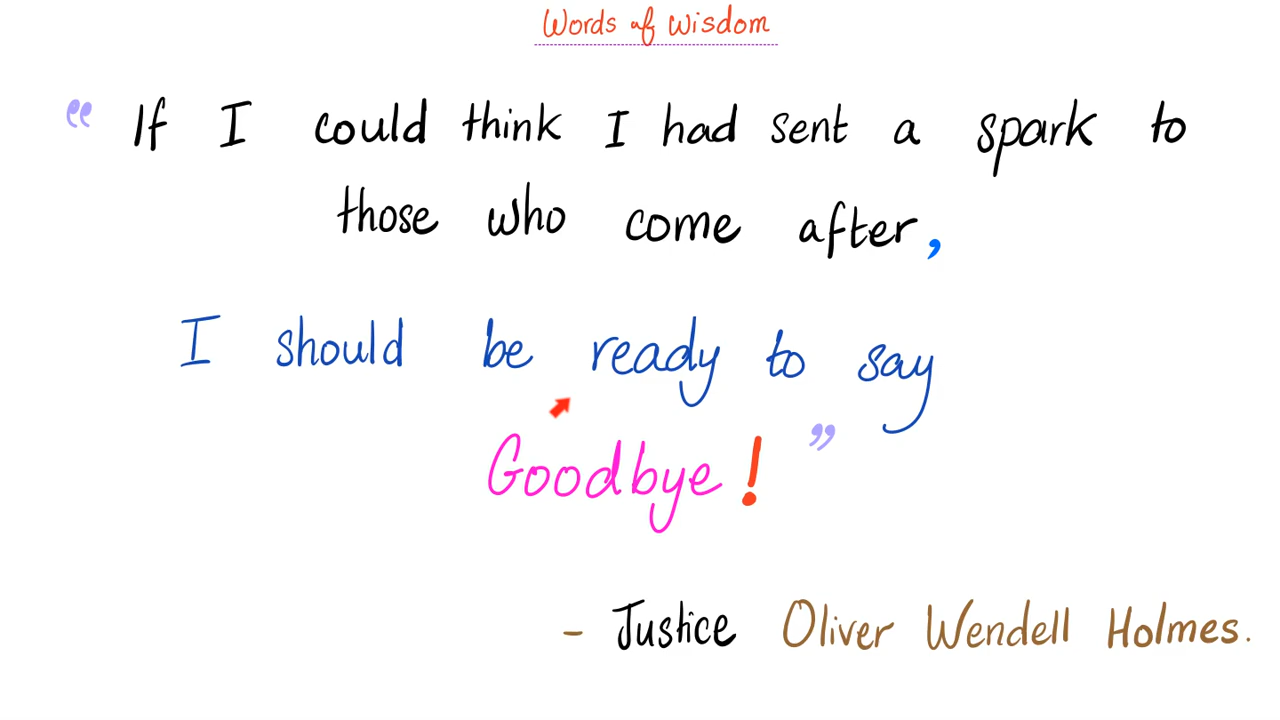 Words of Wisdom
“ If I could think I had sent a spark to
those who come after,
I should be ready to say
Goodbye! ”
- Justice Oliver Wendell Holmes.